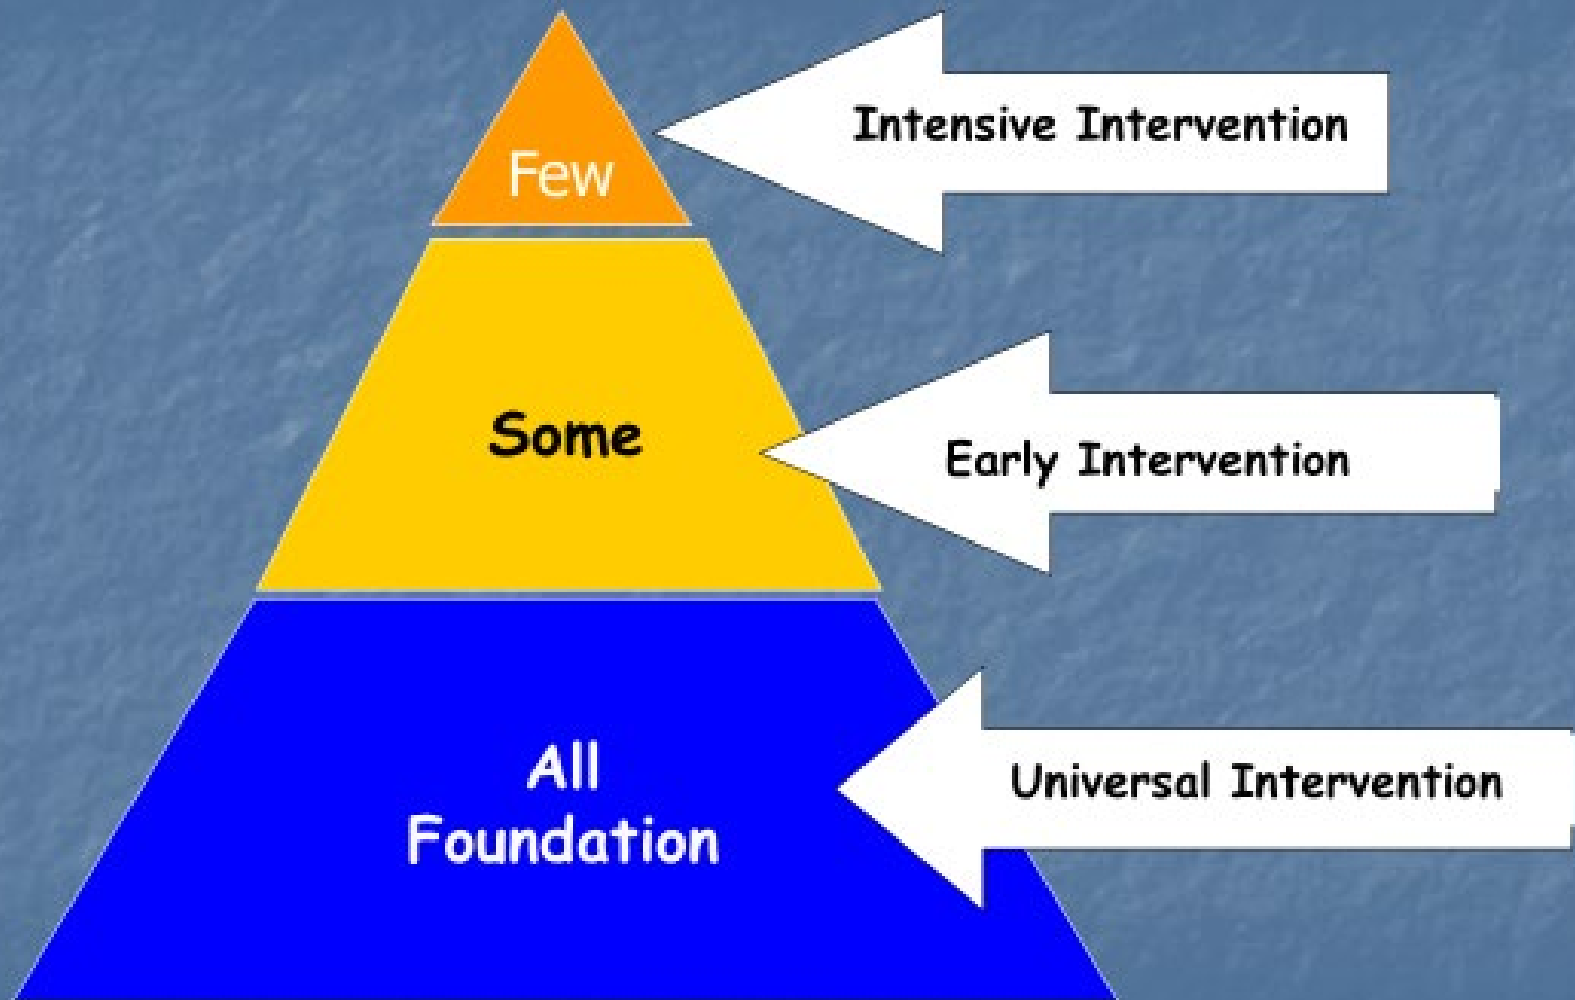 Few
Intensive Intervention
Some
Early Intervention
All
Foundation
Universal Intervention